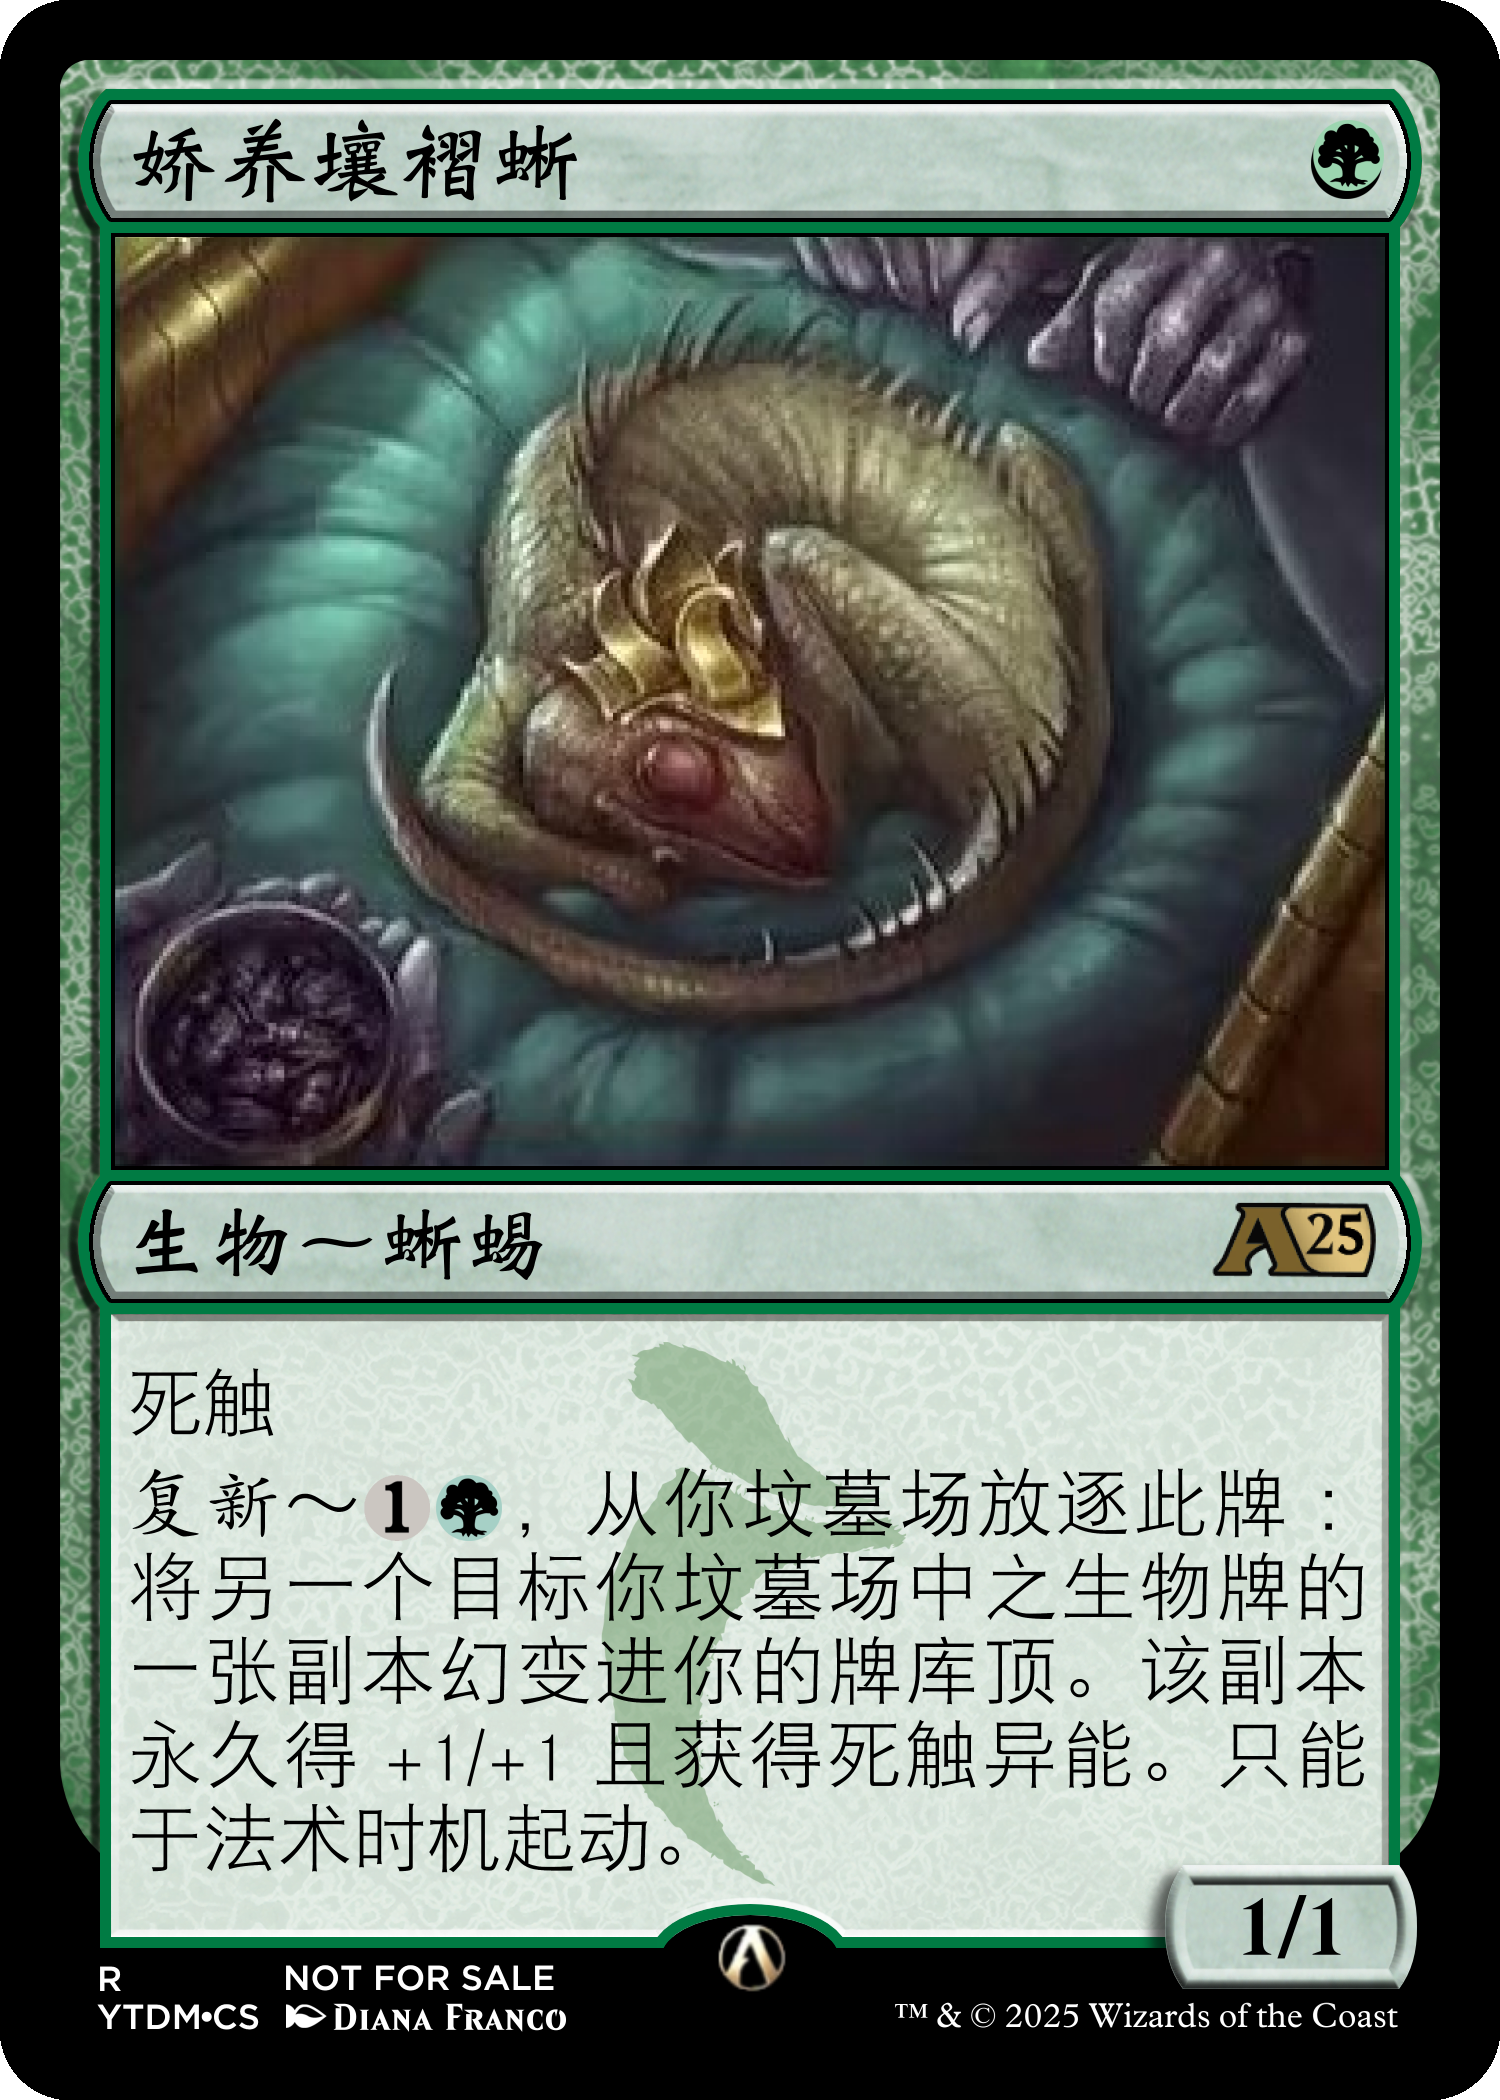 娇养壤褶蜥
生物～蜥蜴
A25
死触
复新～1，从你坟墓场放逐此牌：
将另一个目标你坟墓场中之生物牌的
一张副本幻变进你的牌库顶。该副本
永久得 +1/+1 且获得死触异能。只能
于法术时机起动。
1/1
R NOT FOR SALE
YTDM•CS DIANA FRANCO
™ & © 2025 Wizards of the Coast